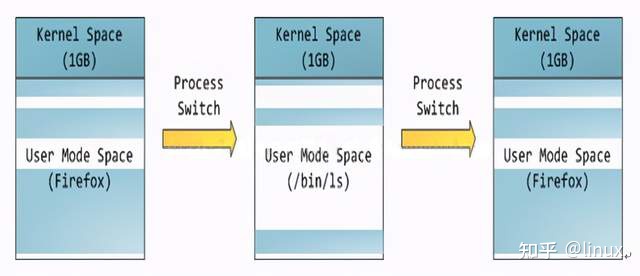 Kernel Space
(1GB)
User Mode Space
(Firefox)
Process
Switch
Kernel Space
(1GB)
User Mode Space
(/bin/ls)
Process
Switch
Kernel Space
(1GB)
User Mode Space
(Firefox)
知乎 @linux